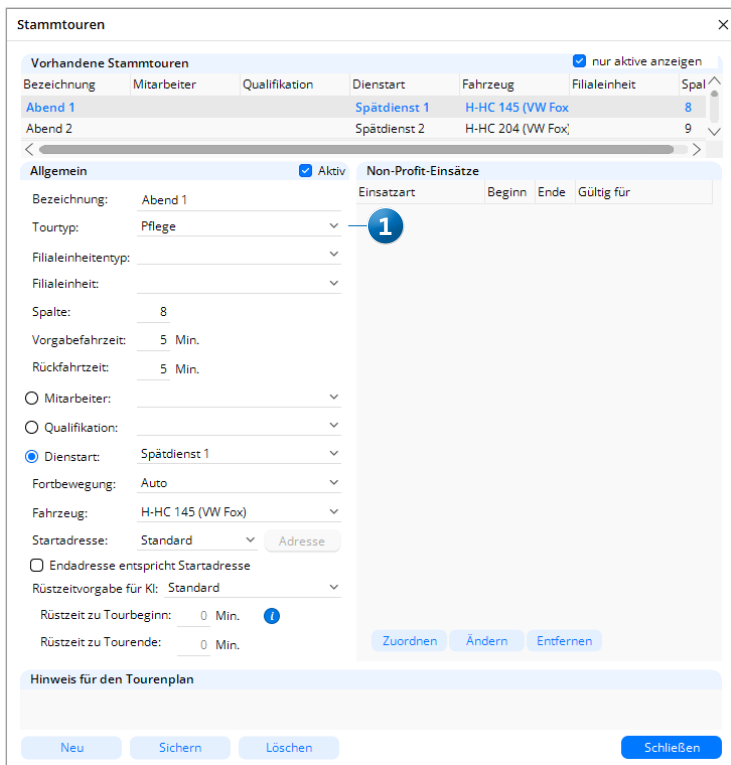 Stammtouren
Vorhandene Stammtouren nur aktive anzeigen
Bezeichnung Mitarbeiter Qualifikation Dienstart Fahrzeug Filialeinheit Spal
Abend 1 Spätdienst 1 H-HC 145 (VW Fox 8
Abend 2 Spätdienst 2 H-HC 204 (VW Fox) 9
Allgemein Aktiv
Bezeichnung: Abend 1
Tourtyp: Pflege 1
Filialeinheitentyp:
Filialeinheit:
Spalte: 8
Vorgabefahrzeit: 5 Min.
Rückfahrtzeit: 5 Min.
Mitarbeiter:
Qualifikation:
Dienstart: Spätdienst 1
Fortbewegung: Auto
Fahrzeug: H-HC 145 (VW Fox)
Startadresse: Standard Adresse
Endadresse entspricht Startadresse
Rüstzeitvorgabe für KI: Standard
Rüstzeit zu Tourbeginn: 0 Min. i
Rüstzeit zu Tourende: 0 Min.
Non-Profit-Einsätze
Einsatzart Beginn Ende Gültig für
Zuordnen Ändern Entfernen
Hinweis für den Tourenplan
Neu Sichern Löschen Schließen